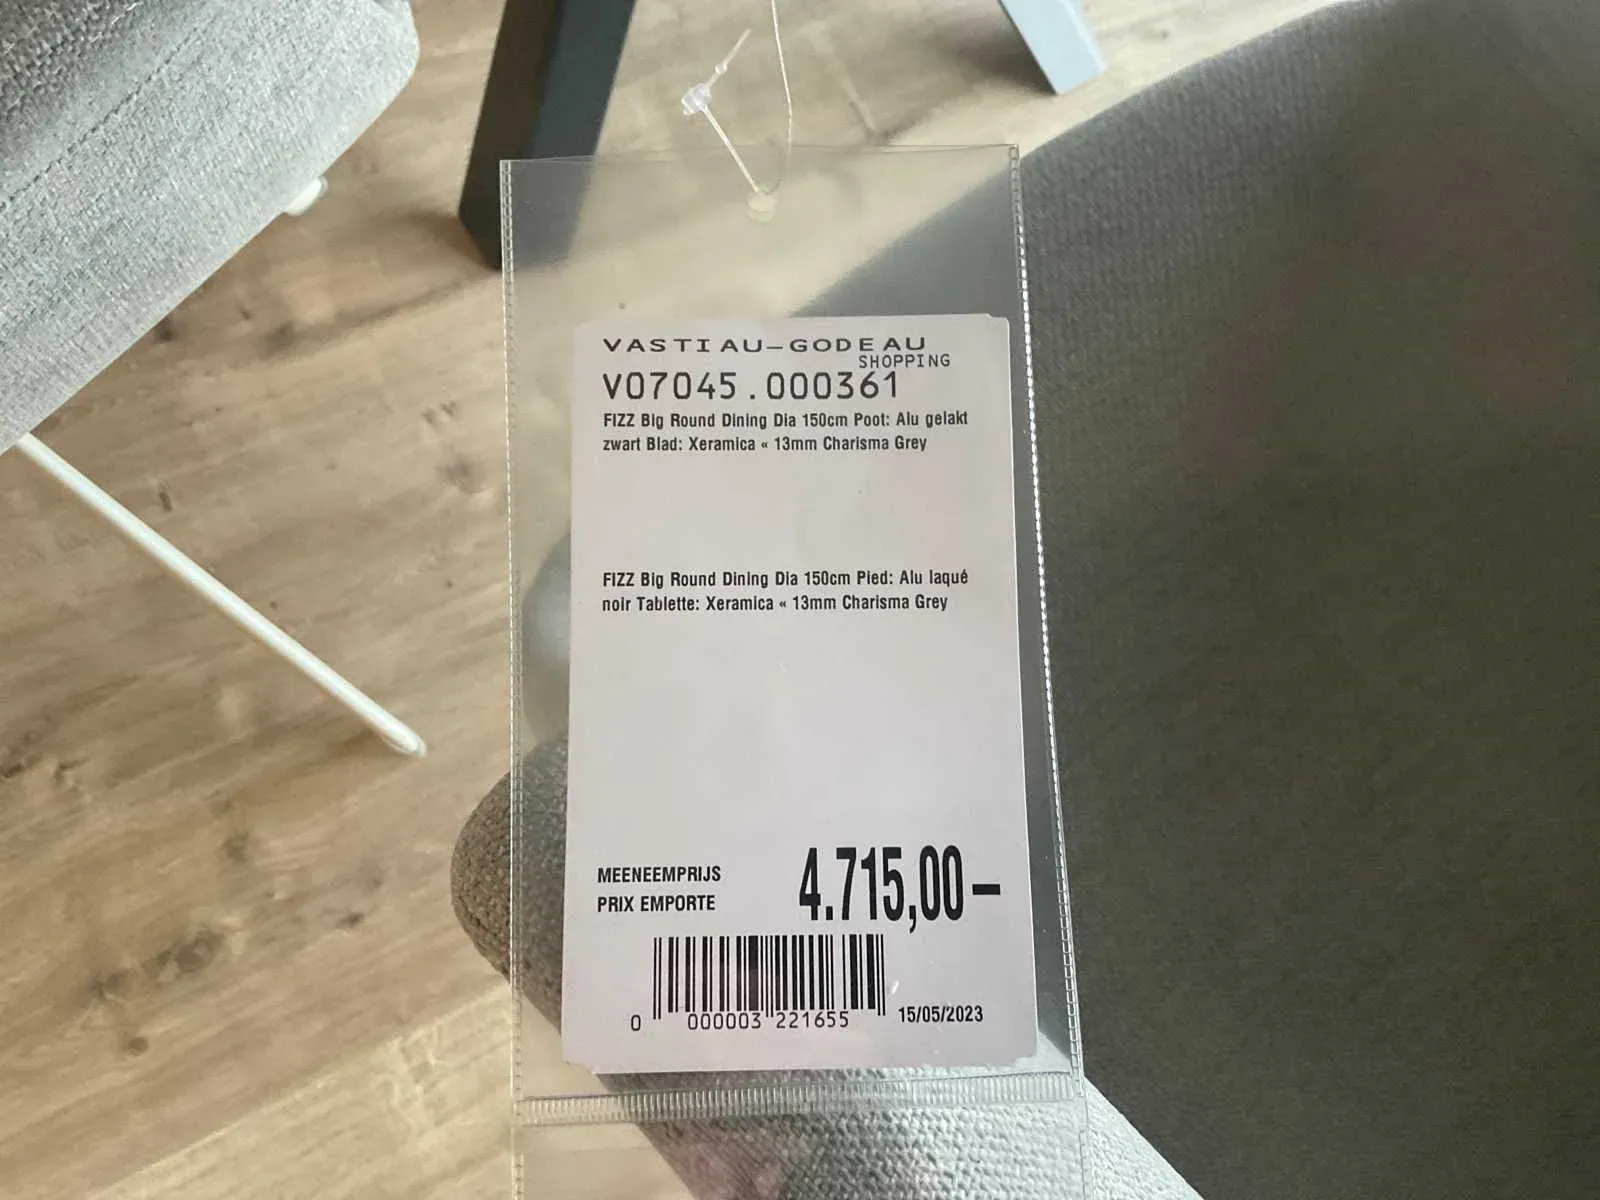 VASTIAU-GODEAU
SHOPPING
V07045.000361
FIZZ Big Round Dining Dia 150cm Poot: Alu gelakt
zwart Blad: Xeramica « 13mm Charisma Grey
FIZZ Big Round Dining Dia 150cm Pied: Alu laqué
noir Tablette: Xeramica « 13mm Charisma Grey
MEENEEMPRIJS
PRIX EMPORTE
4.715,00–
0 000003 221655
15/05/2023